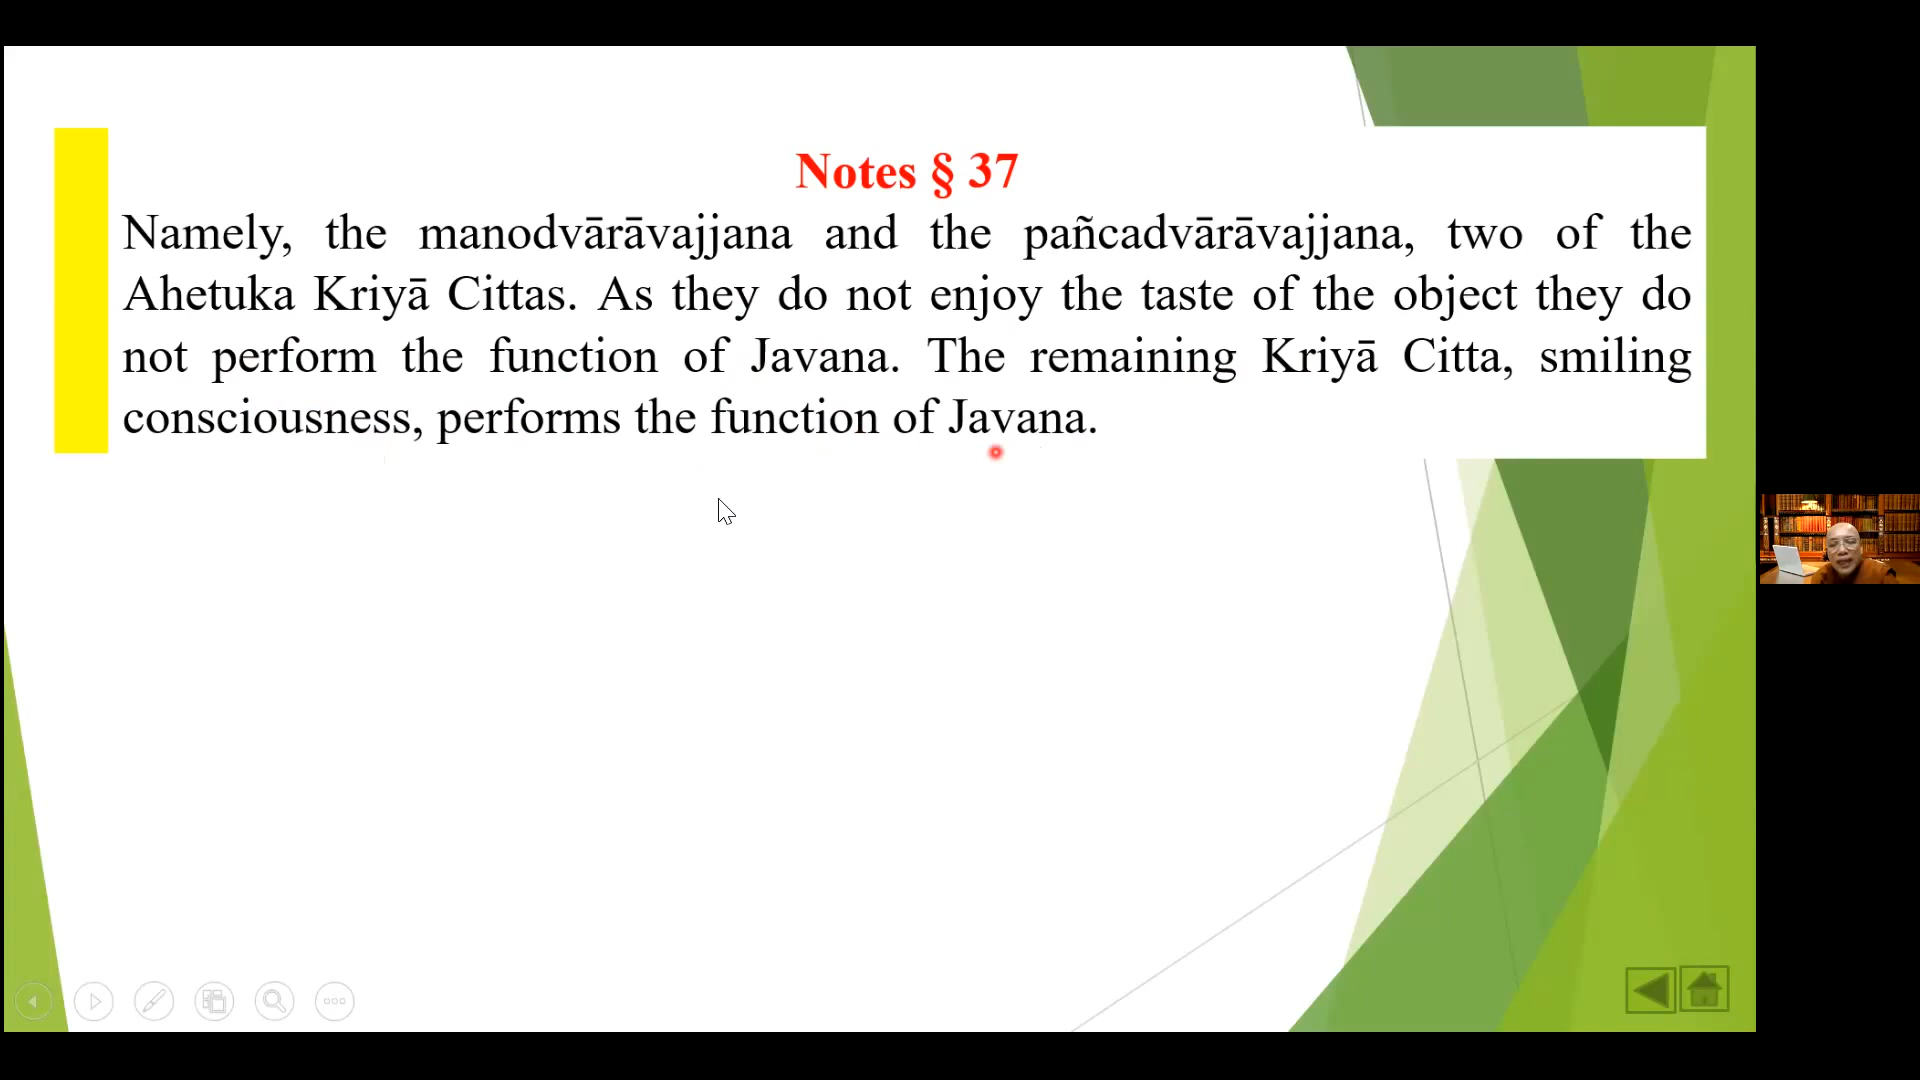 Notes § 37
Namely, the manodvārāvajjana and the pañcadvārāvajjana, two of the
Ahetuka Kriyā Cittas. As they do not enjoy the taste of the object they do
not perform the function of Javana. The remaining Kriyā Citta, smiling
consciousness, performs the function of Javana.